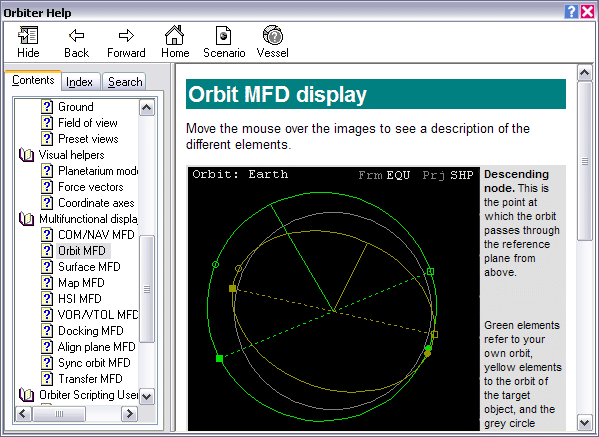 Orbiter Help
Hide Back Forward Home Scenario Vessel
Contents Index Search
Ground
Field of view
Preset views
Visual helpers
Planetarium mode
Force vectors
Coordinate axes
Multifunctional displa
COM/NAV MFD
Orbit MFD
Surface MFD
Map MFD
HSI MFD
VOR/VTOL MFD
Docking MFD
Align plane MFD
Sync orbit MFD
Transfer MFD
Orbiter Scripting User
Orbit MFD display
Move the mouse over the images to see a description of the
different elements.
Orbit: Earth Frm EQU Prj SHP
Descending
node. This is
the point at
which the orbit
passes through
the reference
plane from
above.
Green elements
refer to your
own orbit,
yellow elements
to the orbit of
the target
object, and the
grey circle